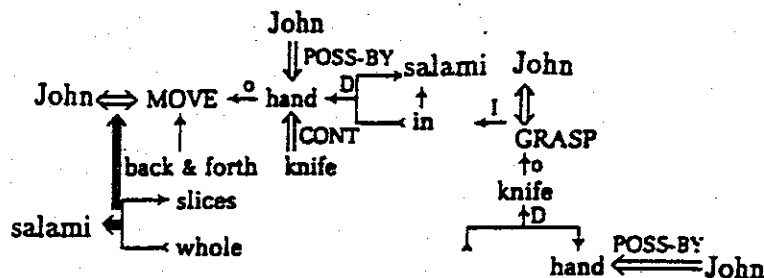 John
POSS-BY
John ⇔ MOVE ← o hand ← D salami John
in I
CONT GRASP
back & forth knife o
slices knife
salami D
whole
hand POSS-BY John